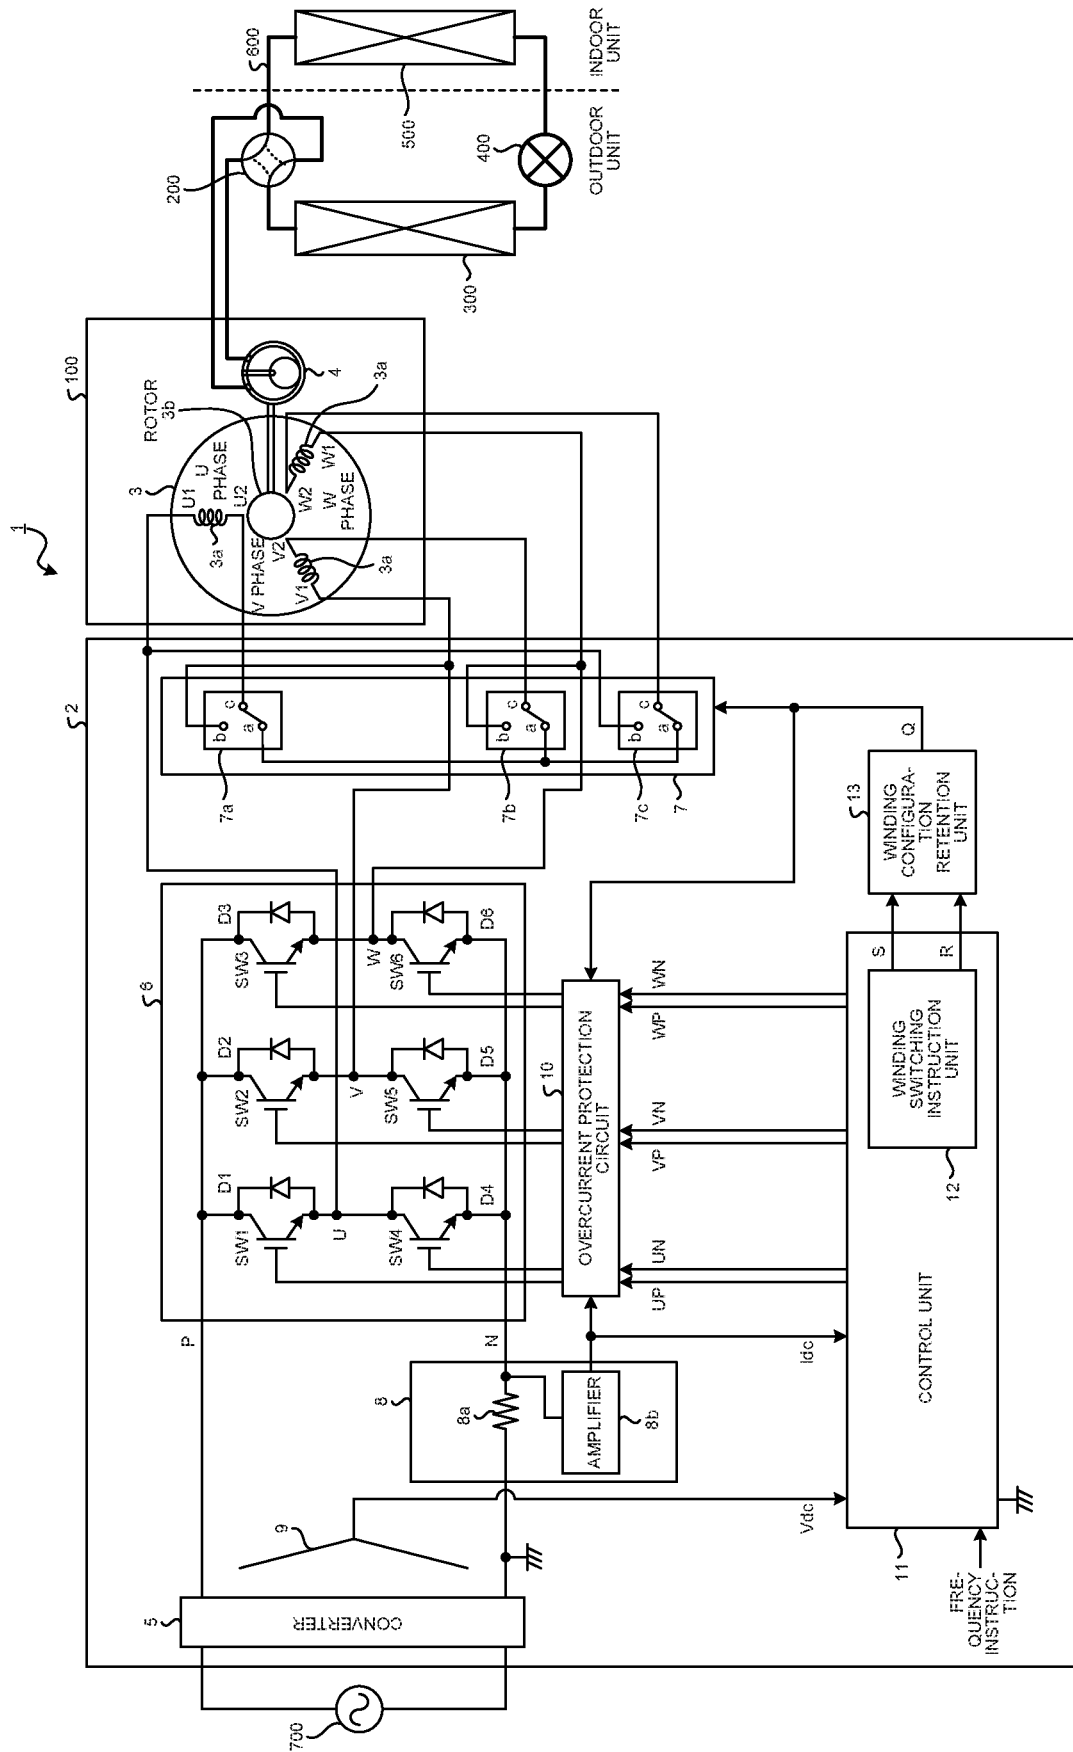 1
2
100
3
U1
U
PHASE
U2
3a
ROTOR
3b
V PHASE
V2
V1
3a
W2
W
PHASE
W1
3a
4
200
600
300
400
500
OUTDOOR
UNIT
INDOOR
UNIT
700
5
CONVERTER
9
P
N
8
8a
AMPLIFIER
8b
6
SW1
D1
SW2
D2
SW3
D3
U
V
W
SW4
D4
SW5
D5
SW6
D6
10
OVERCURRENT PROTECTION
CIRCUIT
7a
b
c
a
7b
b
c
a
7c
b
c
a
7
Vdc
Idc
UP
UN
VP
VN
WP
WN
FRE-
QUENCY
INSTRUC-
TION
11
CONTROL UNIT
12
WINDING
SWITCHING
INSTRUCTION
UNIT
S
R
13
WINDING
CONFIGURA-
TION
RETENTION
UNIT
Q